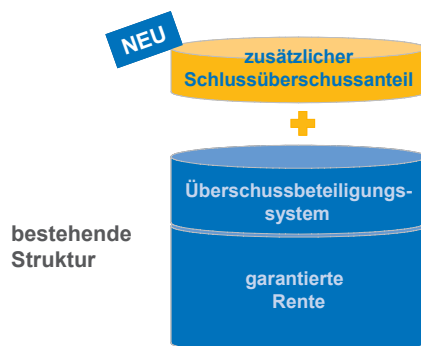 NEU
zusätzlicher
Schlussüberschussanteil
Überschussbeteiligungs-
system
bestehende
Struktur
garantierte
Rente